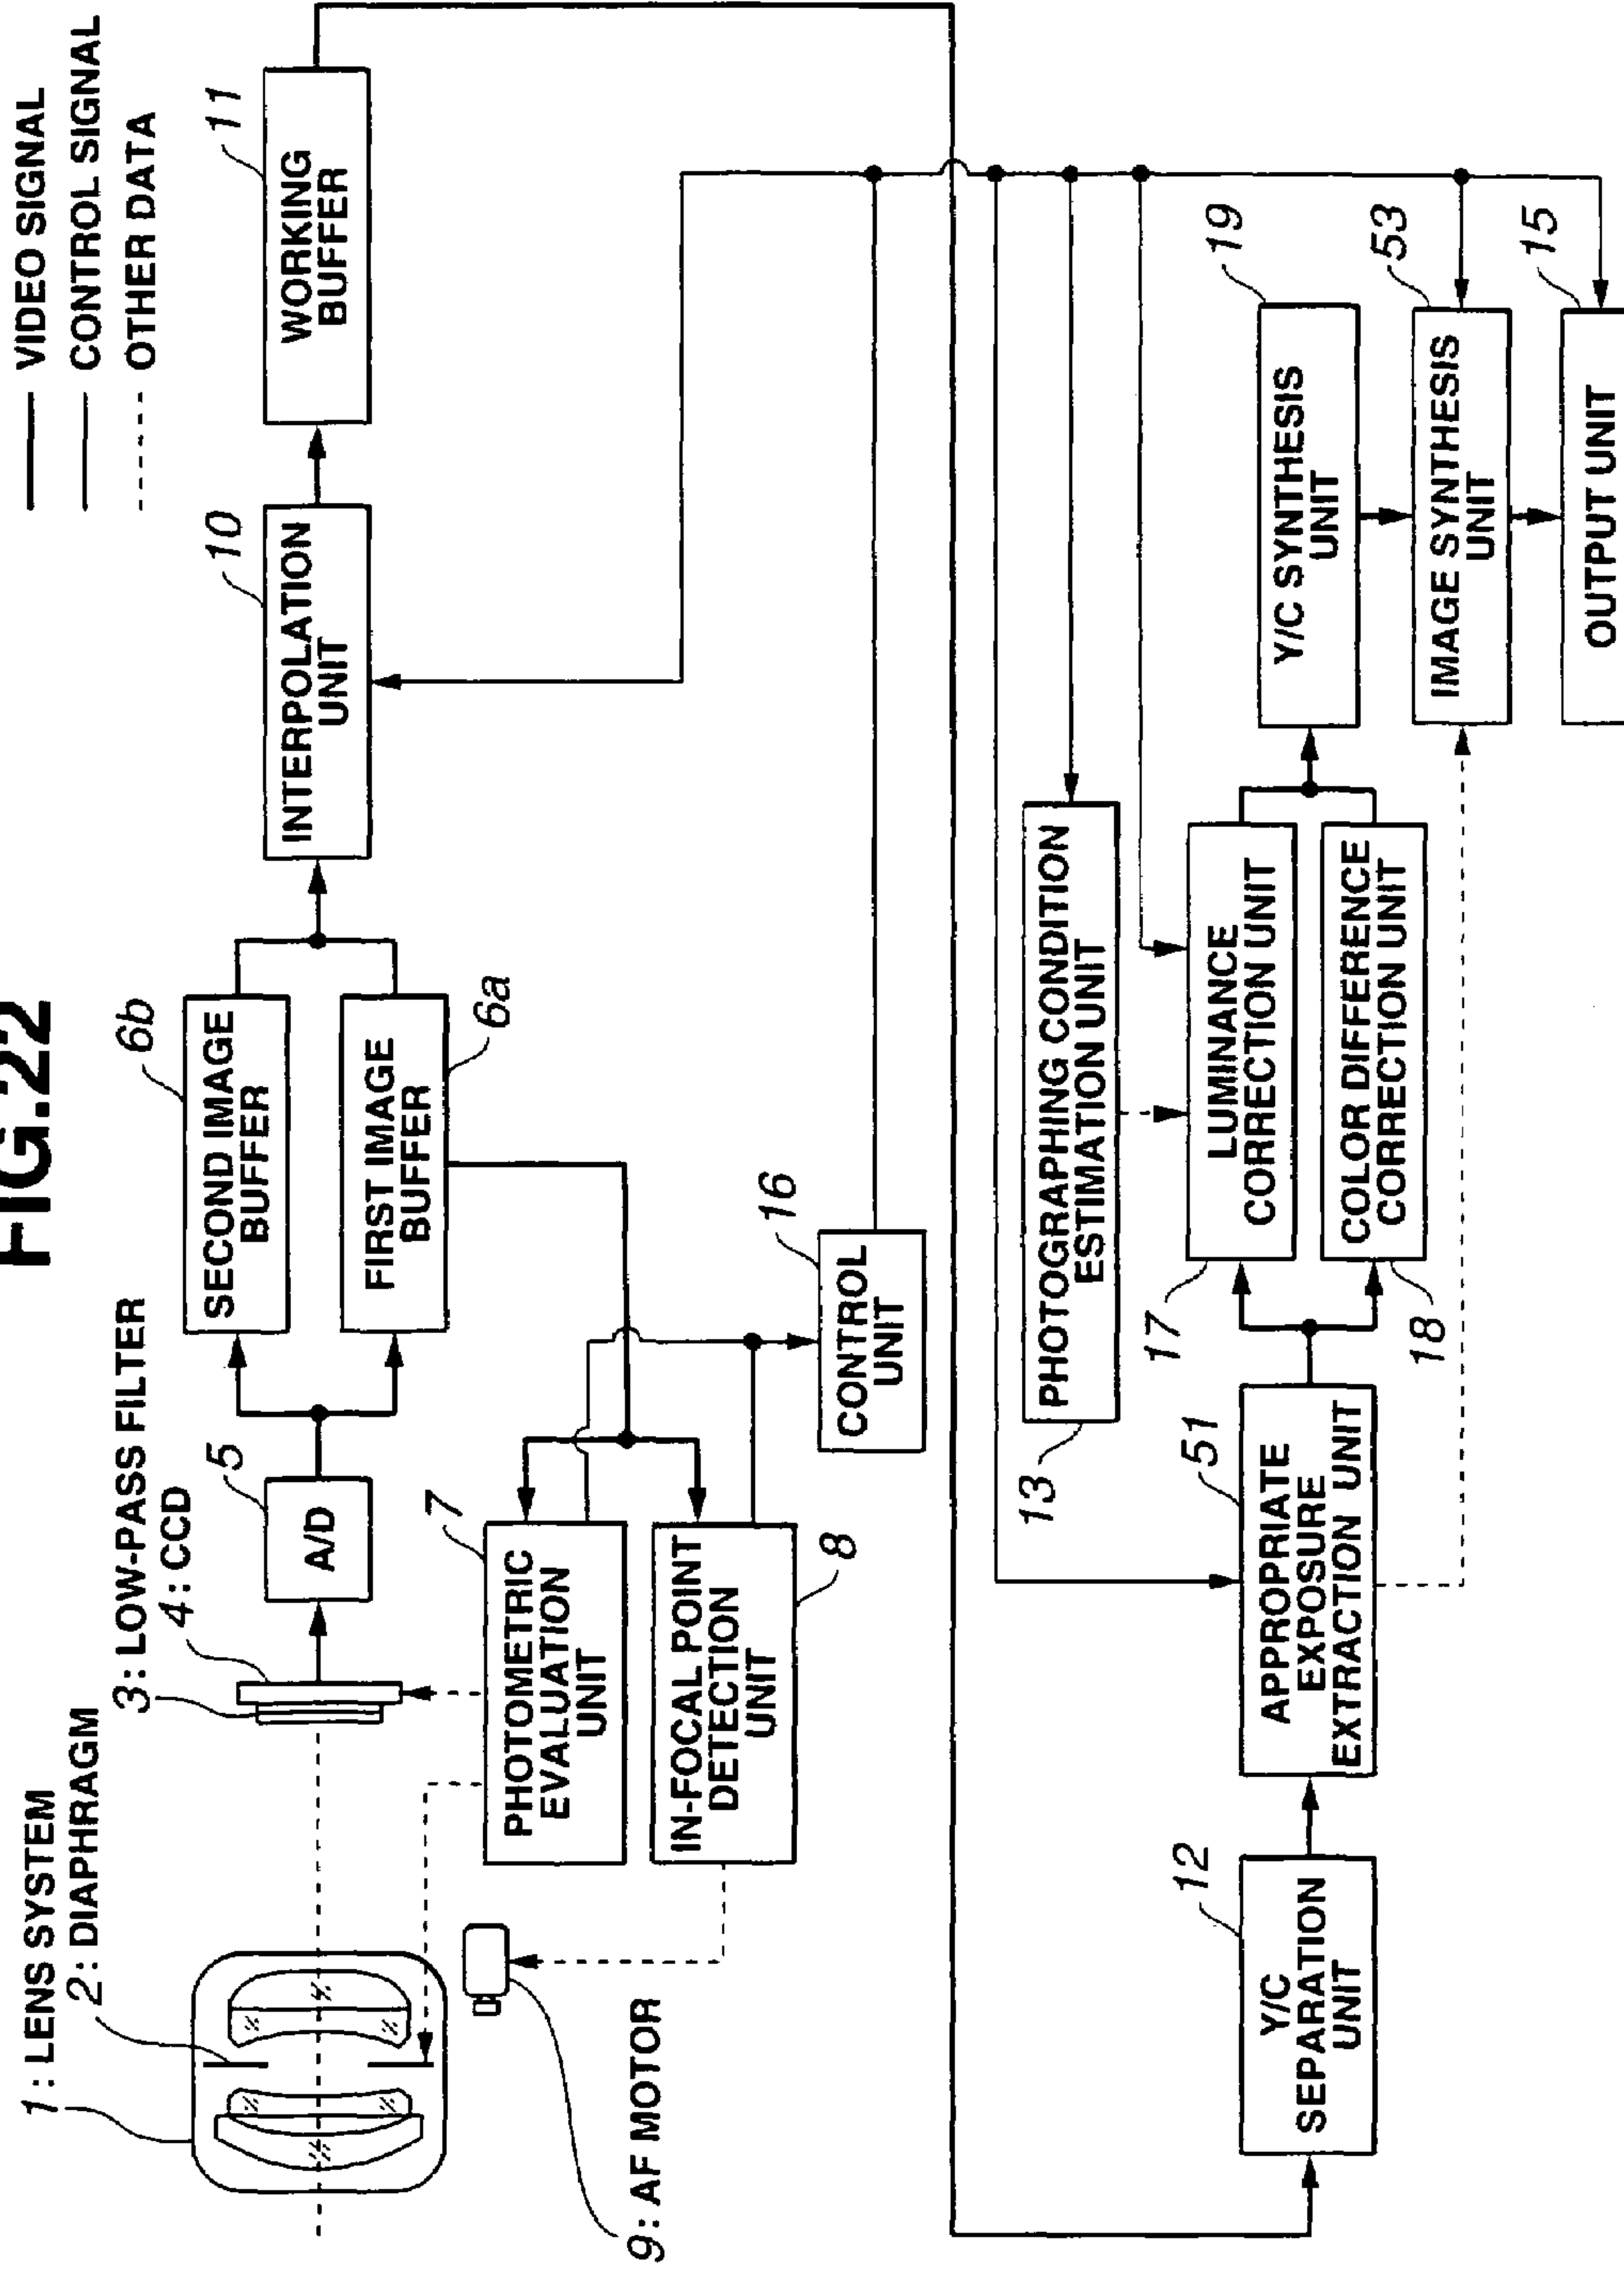 FIG.22
VIDEO SIGNAL
CONTROL SIGNAL
OTHER DATA
1: LENS SYSTEM
2: DIAPHRAGM
3: LOW-PASS FILTER
4: CCD
5
A/D
6b
SECOND IMAGE
BUFFER
FIRST IMAGE
BUFFER
6a
10
INTERPOLATION
UNIT
11
WORKING
BUFFER
7
PHOTOMETRIC
EVALUATION
UNIT
IN-FOCAL POINT
DETECTION
UNIT
8
9: AF MOTOR
16
CONTROL
UNIT
PHOTOGRAPHING CONDITION
ESTIMATION UNIT
13
12
Y/C
SEPARATION
UNIT
51
APPROPRIATE
EXPOSURE
EXTRACTION UNIT
17
LUMINANCE
CORRECTION UNIT
COLOR DIFFERENCE
CORRECTION UNIT
18
19
Y/C SYNTHESIS
UNIT
53
IMAGE SYNTHESIS
UNIT
15
OUTPUT UNIT